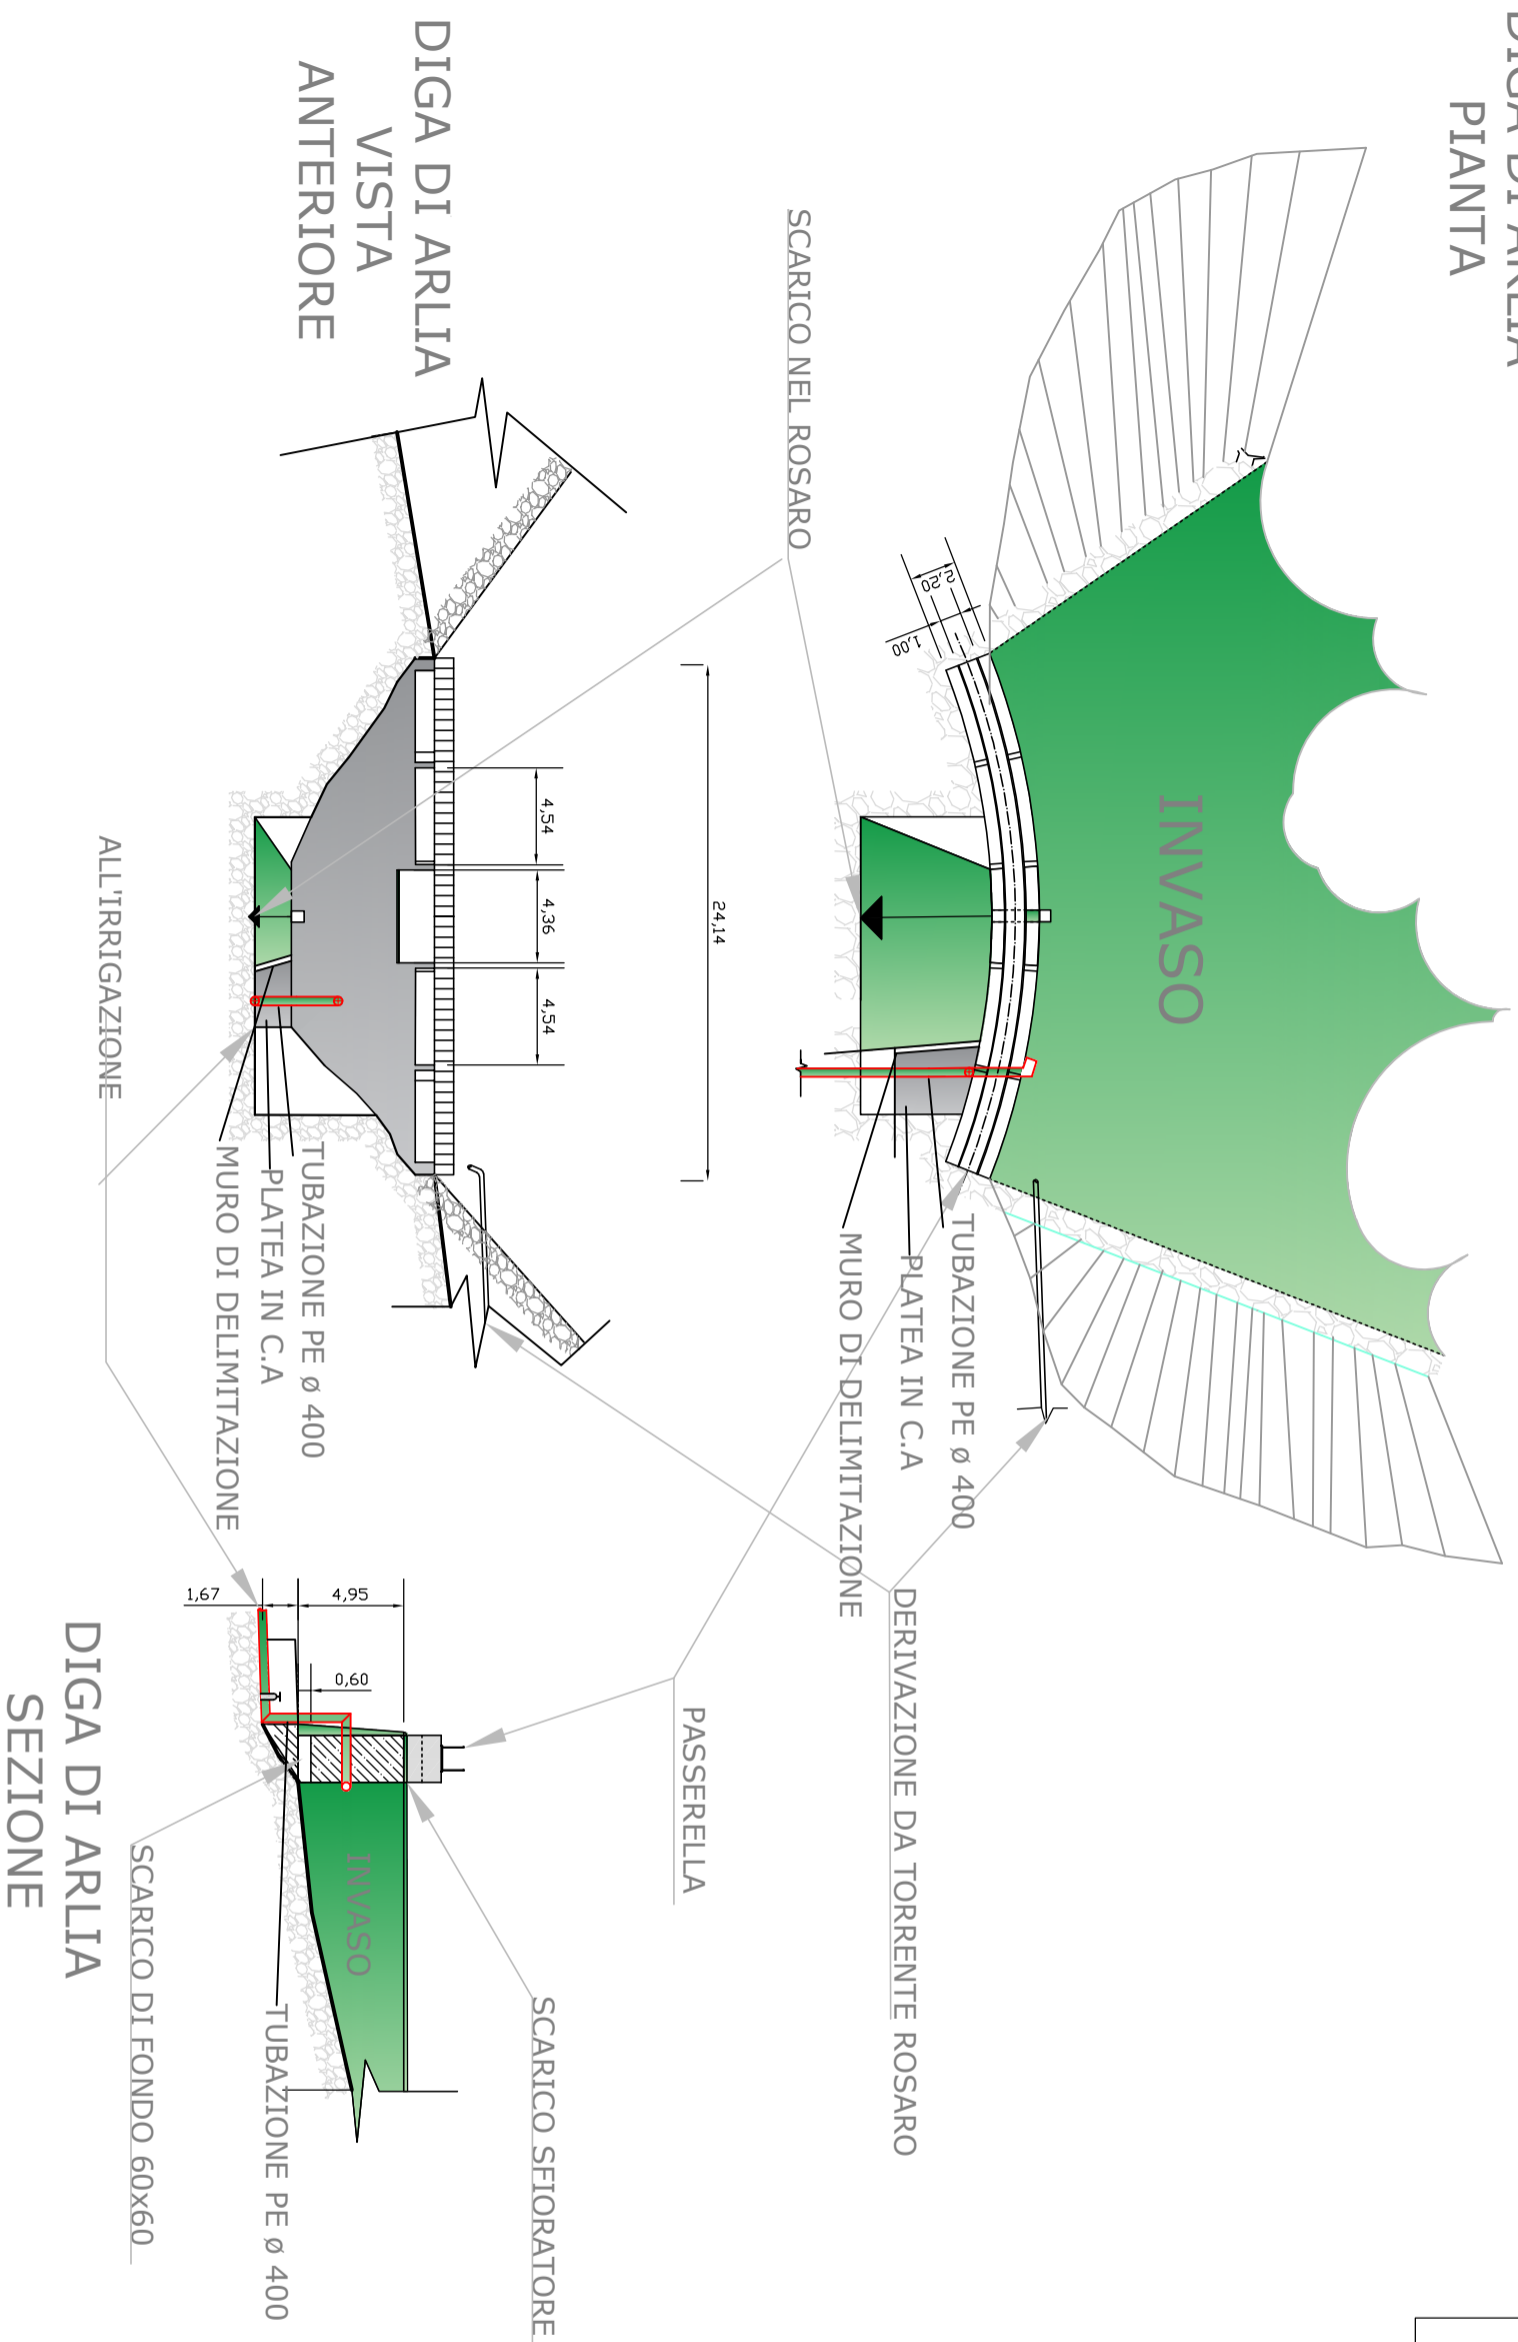 DIGA DI ARLIA
PIANTA
INVASO
2,20
1,00
SCARICO NEL ROSARO
TUBAZIONE PE ø 400
PLATEA IN C.A
MURO DI DELIMITAZIONE
DERIVAZIONE DA TORRENTE ROSARO
PASSERELLA
DIGA DI ARLIA
VISTA
ANTERIORE
24,14
4,54
4,36
4,54
TUBAZIONE PE ø 400
PLATEA IN C.A
MURO DI DELIMITAZIONE
ALL'IRRIGAZIONE
SCARICO SFIORATORE
4,95
1,67
0,60
INVASO
TUBAZIONE PE ø 400
SCARICO DI FONDO 60x60
DIGA DI ARLIA
SEZIONE